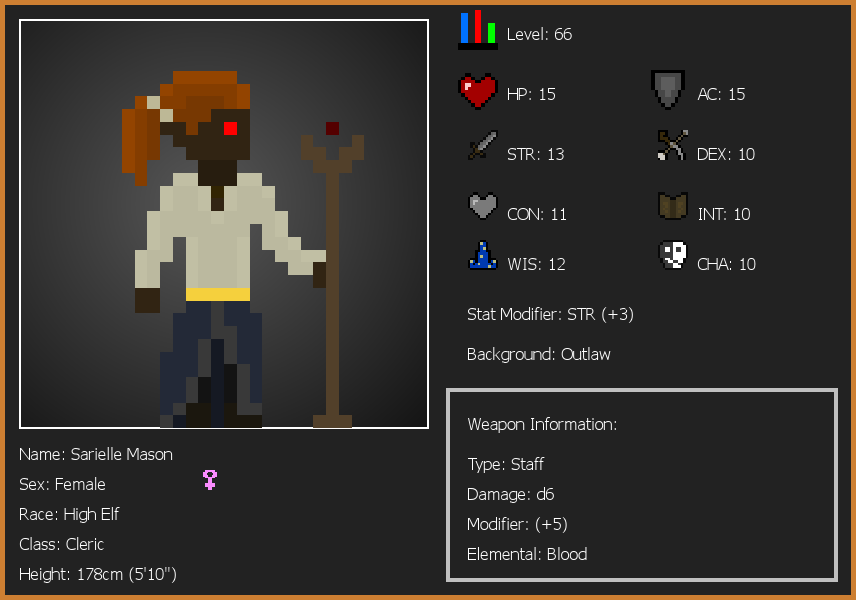 Level: 66
HP: 15
AC: 15
STR: 13
DEX: 10
CON: 11
INT: 10
WIS: 12
CHA: 10
Stat Modifier: STR (+3)
Background: Outlaw
Weapon Information:
Type: Staff
Damage: d6
Modifier: (+5)
Elemental: Blood
Name: Sarielle Mason
Sex: Female
Race: High Elf
Class: Cleric
Height: 178cm (5'10")